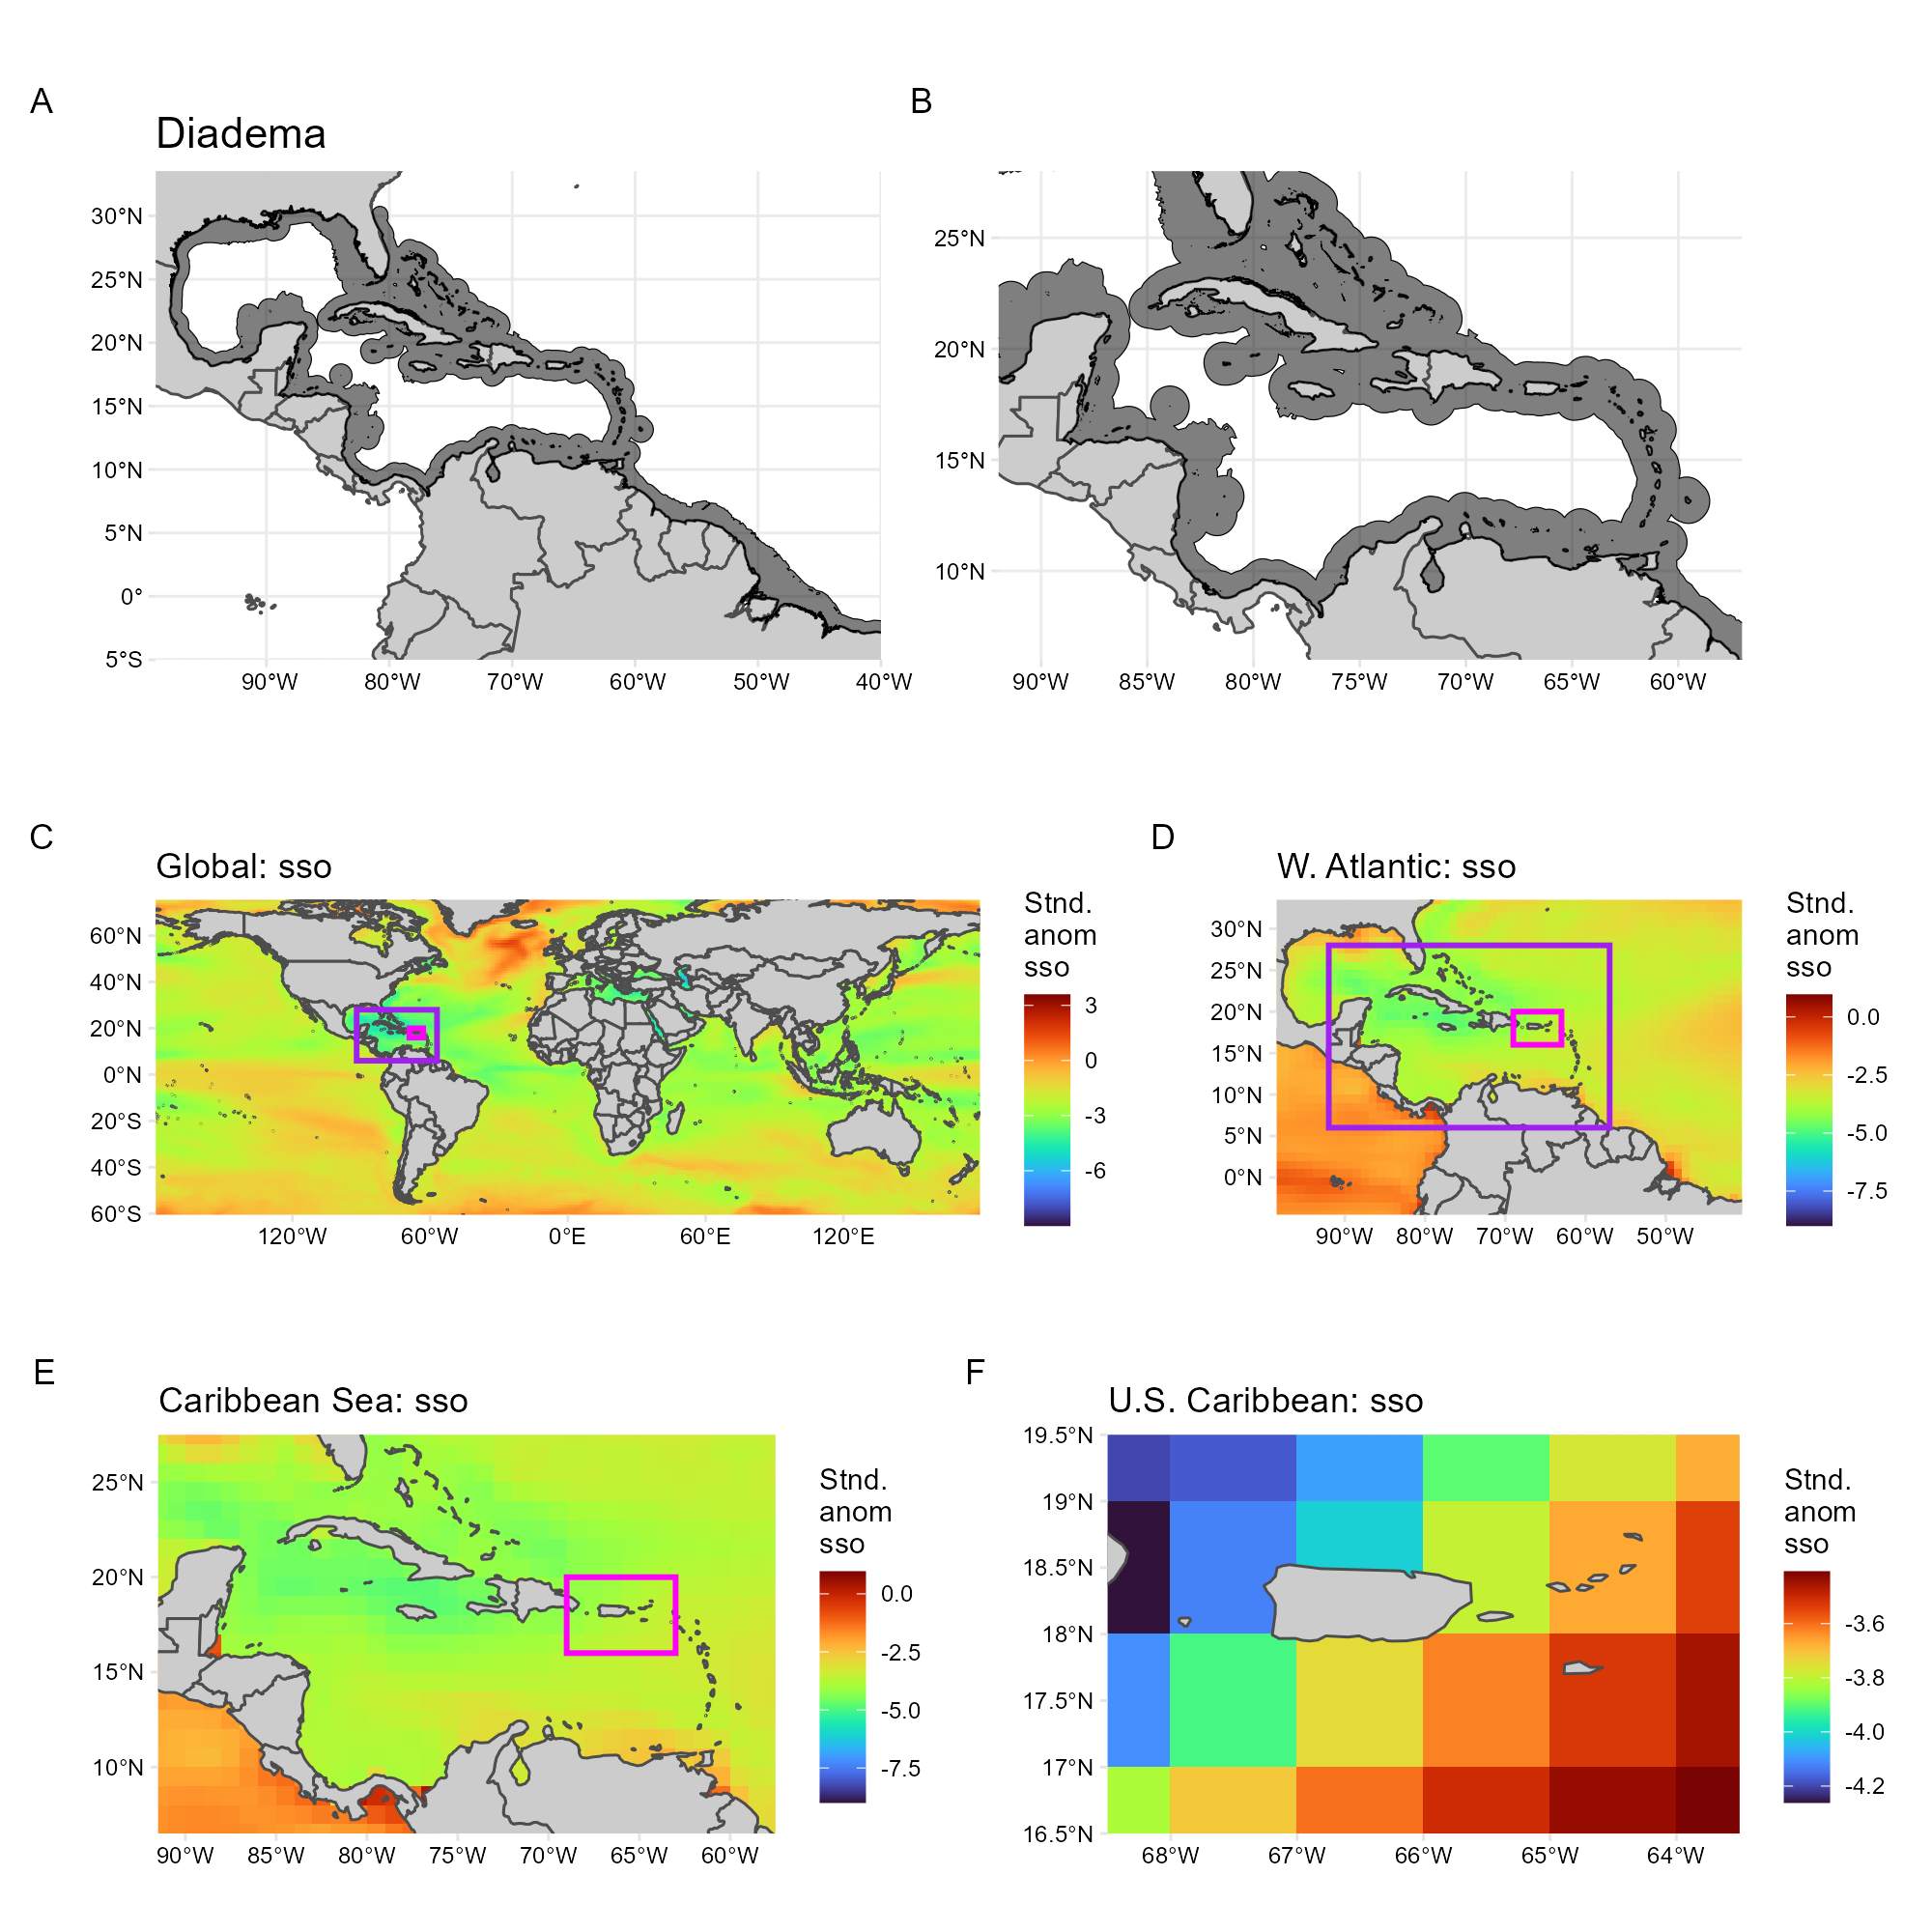 A
Diadema
30°N
25°N
20°N
15°N
10°N
5°N
0°
5°S
90°W 80°W 70°W 60°W 50°W 40°W
B
25°N
20°N
15°N
10°N
90°W 85°W 80°W 75°W 70°W 65°W 60°W
C
Global: sso
60°N
40°N
20°N
0°N
20°S
40°S
60°S
120°W 60°W 0°E 60°E 120°E
Stnd.
anom
sso
3
0
-3
-6
D
W. Atlantic: sso
30°N
25°N
20°N
15°N
10°N
5°N
0°N
90°W 80°W 70°W 60°W 50°W
Stnd.
anom
sso
0.0
-2.5
-5.0
-7.5
E
Caribbean Sea: sso
25°N
20°N
15°N
10°N
90°W 85°W 80°W 75°W 70°W 65°W 60°W
Stnd.
anom
sso
0.0
-2.5
-5.0
-7.5
F
U.S. Caribbean: sso
19.5°N
19°N
18.5°N
18°N
17.5°N
17°N
16.5°N
68°W 67°W 66°W 65°W 64°W
Stnd.
anom
sso
-3.6
-3.8
-4.0
-4.2